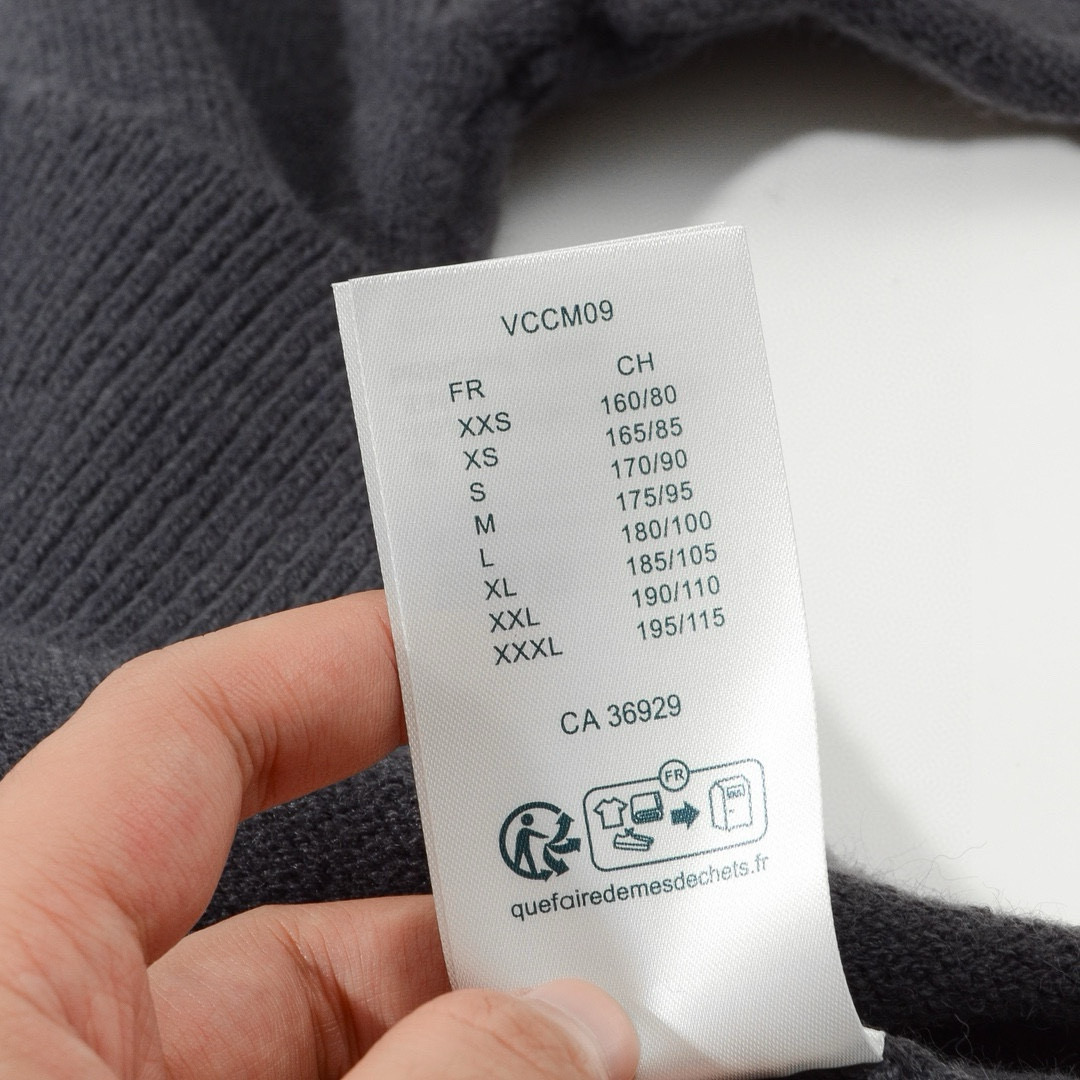 VCCM09
FR CH
XXS 160/80
XS 165/85
S 170/90
M 175/95
L 180/100
XL 185/105
XXL 190/110
XXXL 195/115
CA 36929
FR
quefairedemesdechets.fr